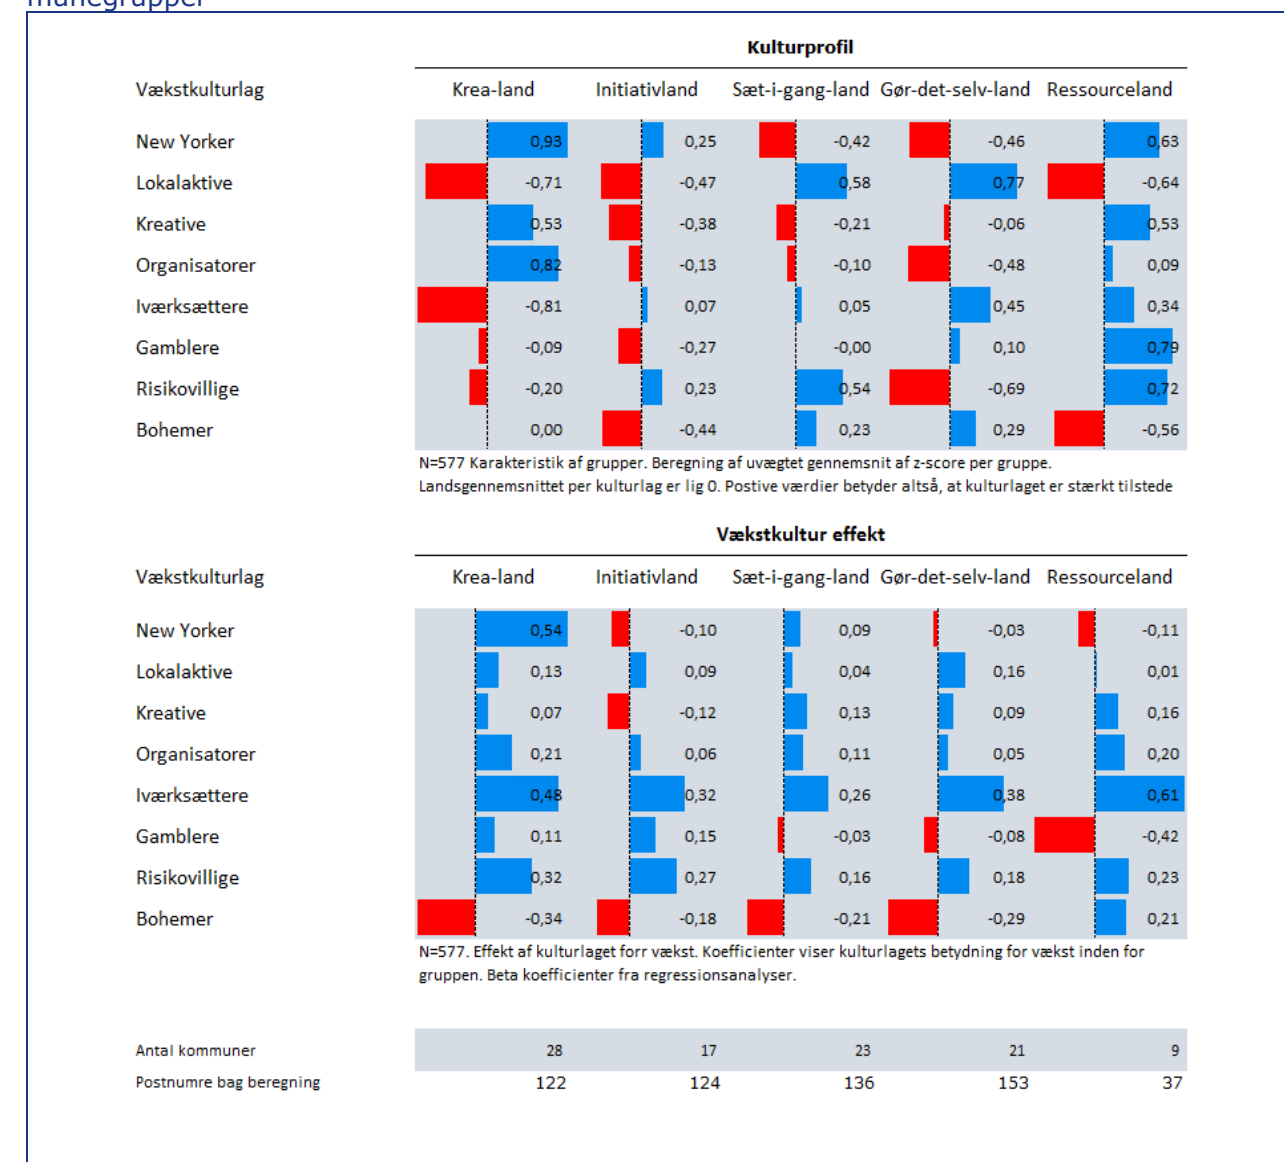 munegrupper
Kulturprofil
Vækstkulturlag Krea-land Initiativland Sæt-i-gang-land Gør-det-selv-land Ressourceland
New Yorker 0,93 0,25 -0,42 -0,46 0,63
Lokalaktive -0,71 -0,47 0,58 0,77 -0,64
Kreative 0,53 -0,38 -0,21 -0,06 0,53
Organisatorer 0,82 -0,13 -0,10 -0,48 0,09
Iværksættere -0,81 0,07 0,05 0,45 0,34
Gamblere -0,09 -0,27 -0,00 0,10 0,79
Risikovillige -0,20 0,23 0,54 -0,69 0,72
Bohemer 0,00 -0,44 0,23 0,29 -0,56
N=577 Karakteristik af grupper. Beregning af uvægtet gennemsnit af z-score per gruppe.
Landsgennemsnittet per kulturlag er lig 0. Postive værdier betyder altså, at kulturlaget er stærkt tilstede
Vækstkultur effekt
Vækstkulturlag Krea-land Initiativland Sæt-i-gang-land Gør-det-selv-land Ressourceland
New Yorker 0,54 -0,10 0,09 -0,03 -0,11
Lokalaktive 0,13 0,09 0,04 0,16 0,01
Kreative 0,07 -0,12 0,13 0,09 0,16
Organisatorer 0,21 0,06 0,11 0,05 0,20
Iværksættere 0,48 0,32 0,26 0,38 0,61
Gamblere 0,11 0,15 -0,03 -0,08 -0,42
Risikovillige 0,32 0,27 0,16 0,18 0,23
Bohemer -0,34 -0,18 -0,21 -0,29 0,21
N=577. Effekt af kulturlaget forr vækst. Koefficienter viser kulturlagets betydning for vækst inden for
gruppen. Beta koefficienter fra regressionsanalyser.
Antal kommuner 28 17 23 21 9
Postnumre bag beregning 122 124 136 153 37